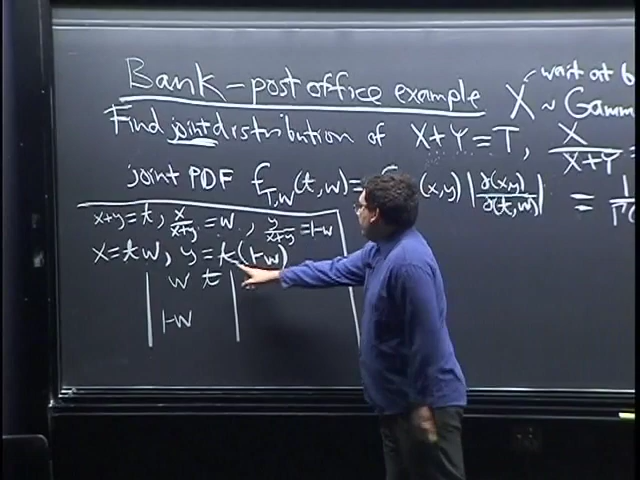 Bank-post office example
X
wait at b
~ Gamm
Find joint distribution of X+Y=T, X/(X+Y) =
joint PDF f_{T,W}(t,w) = f (x,y) |∂(x,y)/∂(t,w)| = 1
x+y=t, x/(x+y)=w, y/(x+y)=1-w
x=tw, y=t(1-w)
w t
1-w